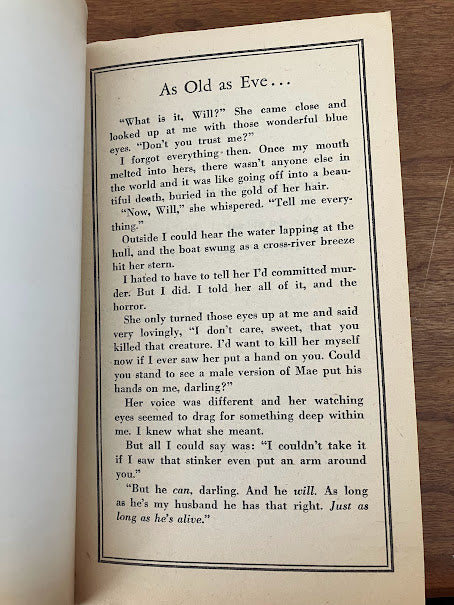 As Old as Eve...
"What is it, Will?" She came close and
looked up at me with those wonderful blue
eyes. "Don't you trust me?"
I forgot everything then. Once my mouth
melted into hers, there wasn't anyone else in
the world and it was like going off into a beau-
tiful death, buried in the gold of her hair.
"Now, Will," she whispered. "Tell me every-
thing."
Outside I could hear the water lapping at the
hull, and the boat swung as a cross-river breeze
hit her stern.
I hated to have to tell her I'd committed mur-
der. But I did. I told her all of it, and the
horror.
She only turned those eyes up at me and said
very lovingly, "I don't care, sweet, that you
killed that creature. I'd want to kill her myself
now if I ever saw her put a hand on you. Could
you stand to see a male version of Mae put his
hands on me, darling?"
Her voice was different and her watching
eyes seemed to drag for something deep within
me. I knew what she meant.
But all I could say was: "I couldn't take it
if I saw that stinker even put an arm around
you."
"But he can, darling. And he will. As long
as he's my husband he has that right. Just as
long as he's alive."